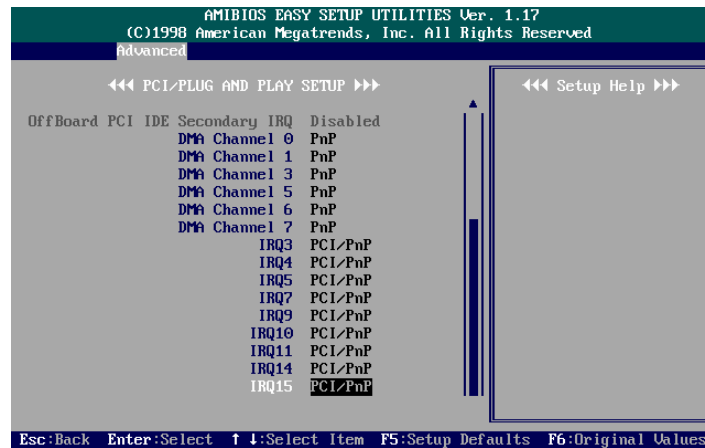 AMIBIOS EASY SETUP UTILITIES Ver. 1.17
(C)1998 American Megatrends, Inc. All Rights Reserved
Advanced
PCI/PLUG AND PLAY SETUP
Setup Help
OffBoard PCI IDE Secondary IRQ Disabled
DMA Channel 0 PnP
DMA Channel 1 PnP
DMA Channel 3 PnP
DMA Channel 5 PnP
DMA Channel 6 PnP
DMA Channel 7 PnP
IRQ3 PCI/PnP
IRQ4 PCI/PnP
IRQ5 PCI/PnP
IRQ7 PCI/PnP
IRQ9 PCI/PnP
IRQ10 PCI/PnP
IRQ11 PCI/PnP
IRQ14 PCI/PnP
IRQ15 PCI/PnP
Esc:Back Enter:Select ↑ ↓:Select Item F5:Setup Defaults F6:Original Values